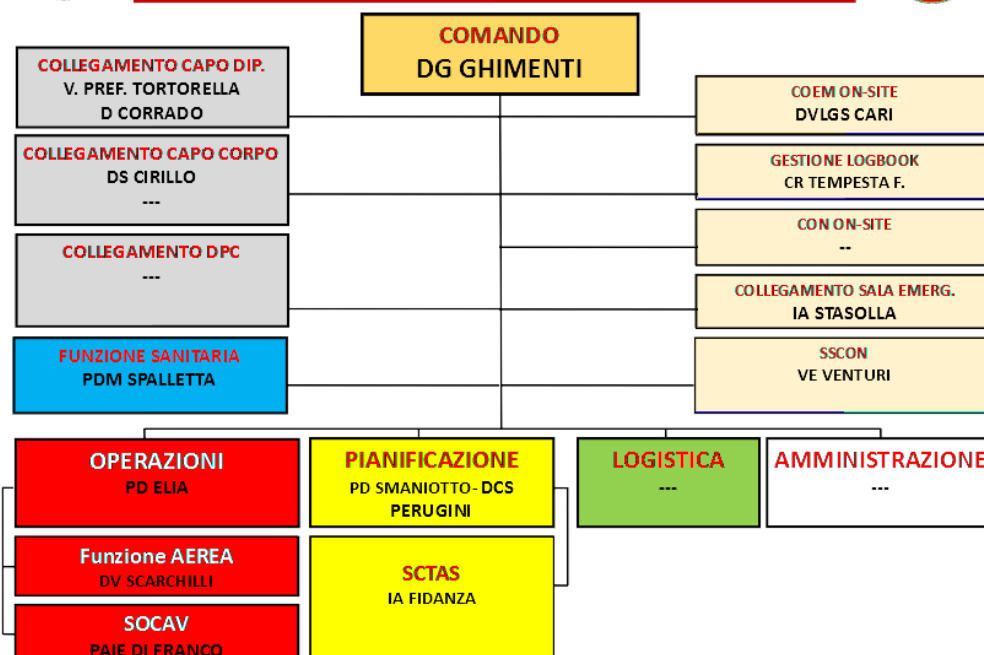 COMANDO
DG GHIMENTI
COLLEGAMENTO CAPO DIP.
V. PREF. TORTORELLA
D CORRADO
COLLEGAMENTO CAPO CORPO
DS CIRILLO
---
COLLEGAMENTO DPC
---
FUNZIONE SANITARIA
PDM SPALLETTA
COEM ON-SITE
DVLGS CARI
GESTIONE LOGBOOK
CR TEMPESTA F.
CON ON-SITE
--
COLLEGAMENTO SALA EMERG.
IA STASOLLA
SSCON
VE VENTURI
OPERAZIONI
PD ELIA
Funzione AEREA
DV SCARCHILLI
SOCAV
PAIE DI FRANCO
PIANIFICAZIONE
PD SMANIOTTO- DCS
PERUGINI
SCTAS
IA FIDANZA
LOGISTICA
---
AMMINISTRAZIONE
---